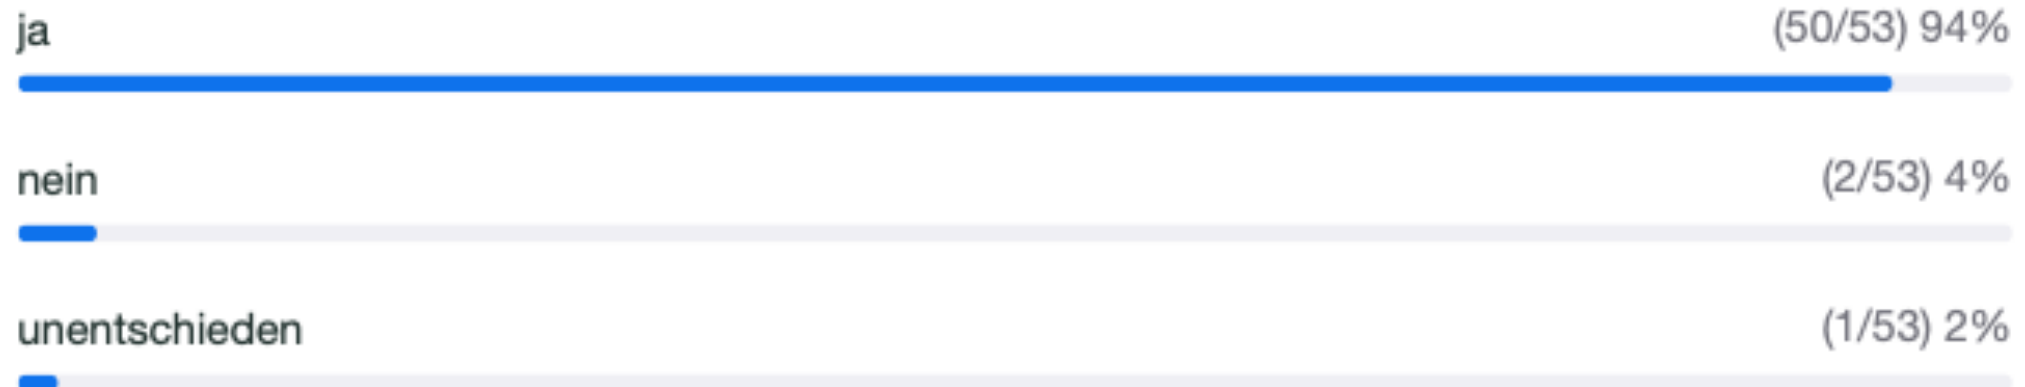 ja (50/53) 94%
nein (2/53) 4%
unentschieden (1/53) 2%